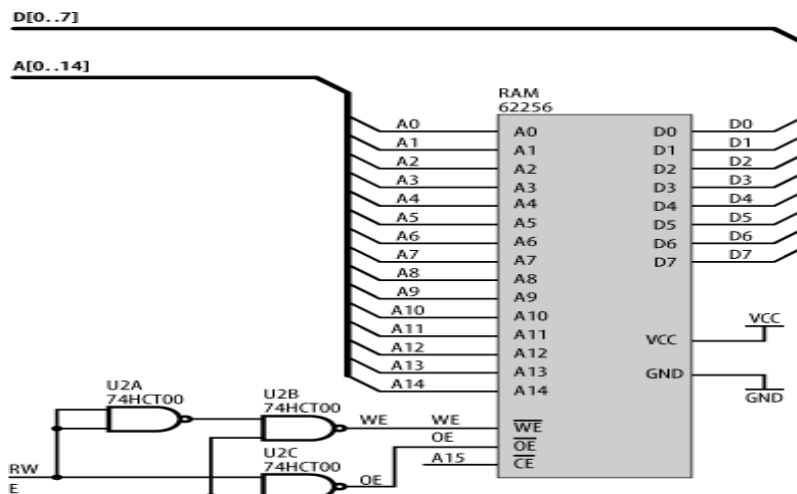 D[0..7]
A[0..14]
RAM
62256
A0 A0 D0 D0
A1 A1 D1 D1
A2 A2 D2 D2
A3 A3 D3 D3
A4 A4 D4 D4
A5 A5 D5 D5
A6 A6 D6 D6
A7 A7 D7 D7
A8 A8
A9 A9
A10 A10
A11 A11
A12 A12
A13 A13
A14 A14
VCC VCC
GND GND
U2A
74HCT00
U2B
74HCT00
WE WE WE
OE OE
A15 CE
U2C
74HCT00
OE
RW
E